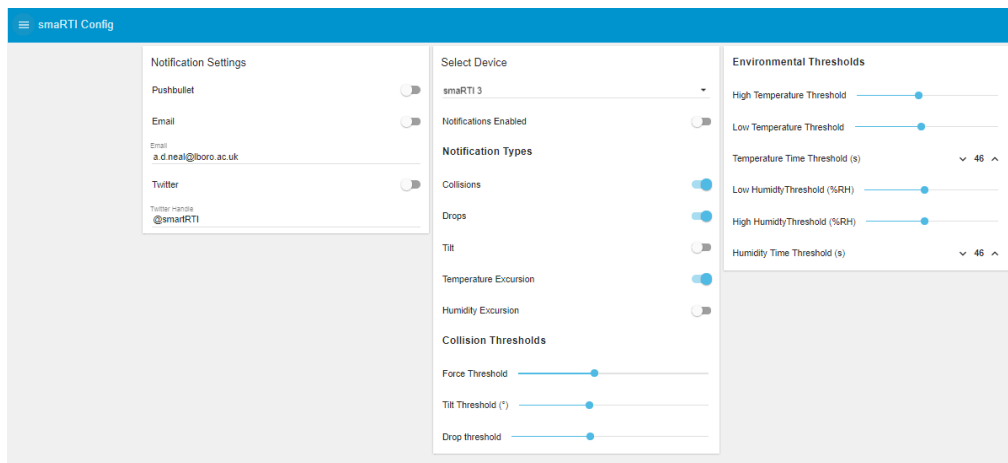 smaRTI Config
Notification Settings
Pushbullet
Email
Email
a.d.neal@lboro.ac.uk
Twitter
Twitter Handle
@smartRTI
Select Device
smaRTI 3
Notifications Enabled
Notification Types
Collisions
Drops
Tilt
Temperature Excursion
Humidity Excursion
Collision Thresholds
Force Threshold
Tilt Threshold (°)
Drop threshold
Environmental Thresholds
High Temperature Threshold
Low Temperature Threshold
Temperature Time Threshold (s) 46
Low HumidtyThreshold (%RH)
High HumidtyThreshold (%RH)
Humidity Time Threshold (s) 46